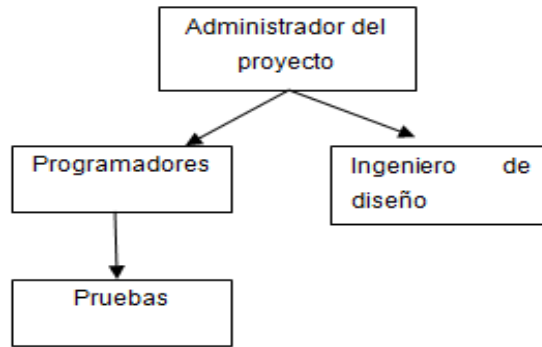 Administrador del
proyecto
Programadores
Ingeniero de
diseño
Pruebas